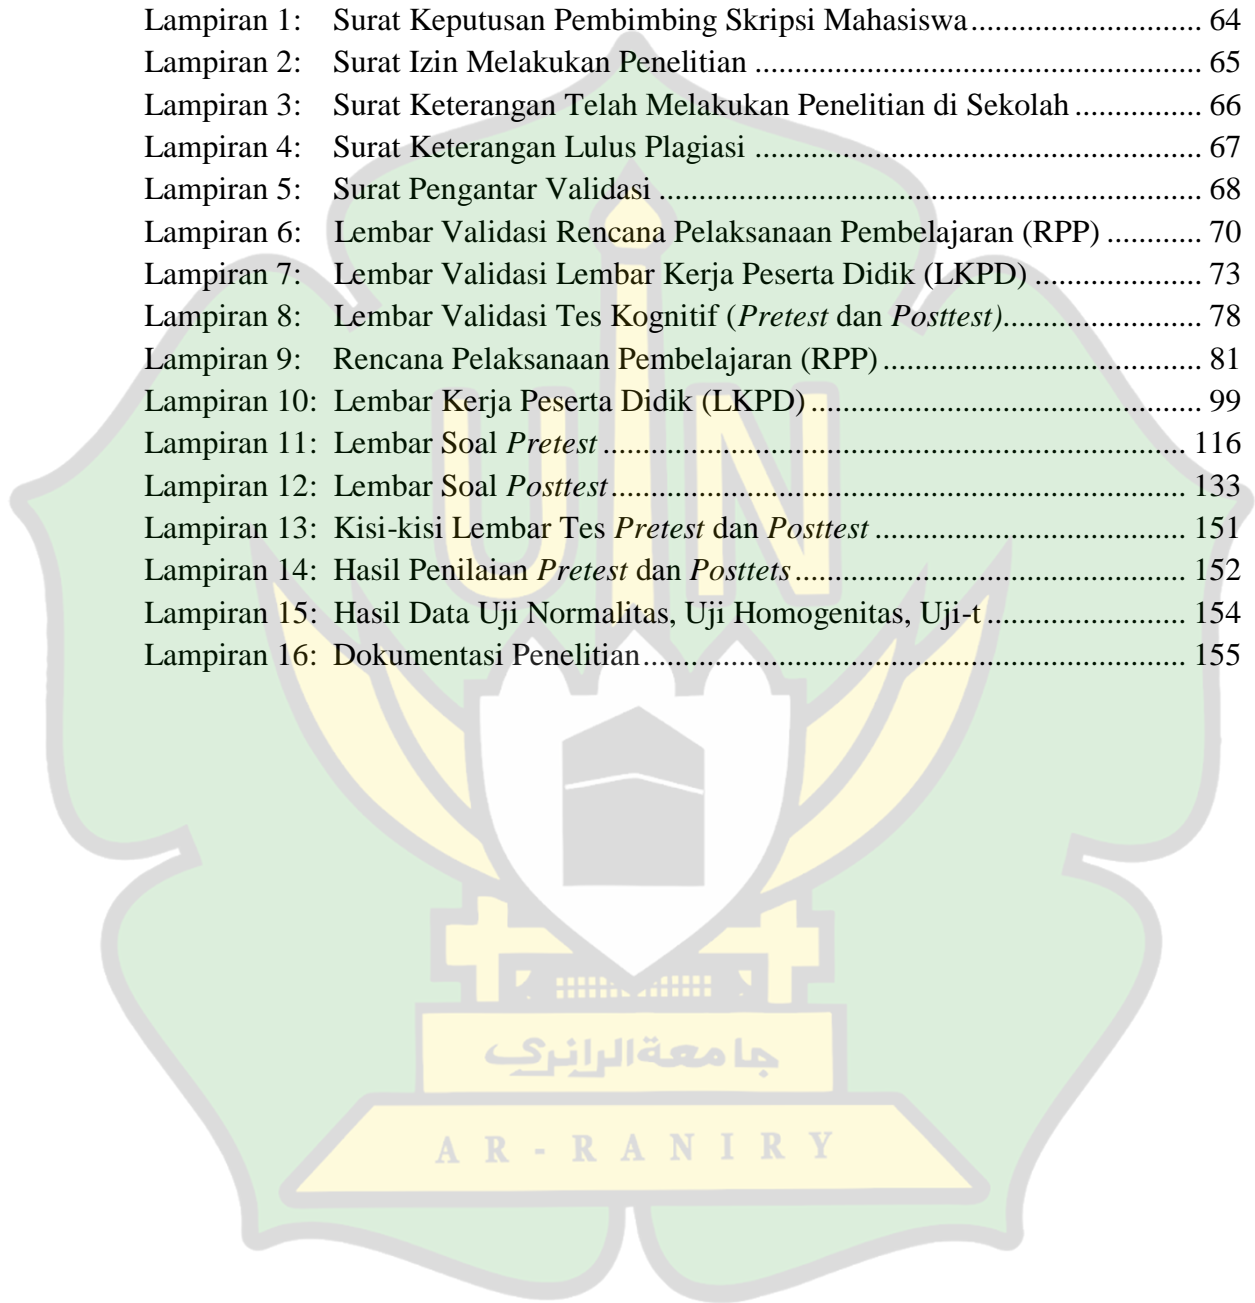 Lampiran 1: Surat Keputusan Pembimbing Skripsi Mahasiswa............................ 64
Lampiran 2: Surat Izin Melakukan Penelitian ....................................................... 65
Lampiran 3: Surat Keterangan Telah Melakukan Penelitian di Sekolah ............... 66
Lampiran 4: Surat Keterangan Lulus Plagiasi ....................................................... 67
Lampiran 5: Surat Pengantar Validasi ................................................................... 68
Lampiran 6: Lembar Validasi Rencana Pelaksanaan Pembelajaran (RPP) ............ 70
Lampiran 7: Lembar Validasi Lembar Kerja Peserta Didik (LKPD) .................... 73
Lampiran 8: Lembar Validasi Tes Kognitif (Pretest dan Posttest)........................ 78
Lampiran 9: Rencana Pelaksanaan Pembelajaran (RPP) ....................................... 81
Lampiran 10: Lembar Kerja Peserta Didik (LKPD) ................................................ 99
Lampiran 11: Lembar Soal Pretest ........................................................................ 116
Lampiran 12: Lembar Soal Posttest....................................................................... 133
Lampiran 13: Kisi-kisi Lembar Tes Pretest dan Posttest ...................................... 151
Lampiran 14: Hasil Penilaian Pretest dan Posttets................................................ 152
Lampiran 15: Hasil Data Uji Normalitas, Uji Homogenitas, Uji-t ........................ 154
Lampiran 16: Dokumentasi Penelitian................................................................... 155
UIN
جامعة الرانري
AR-RANIRY